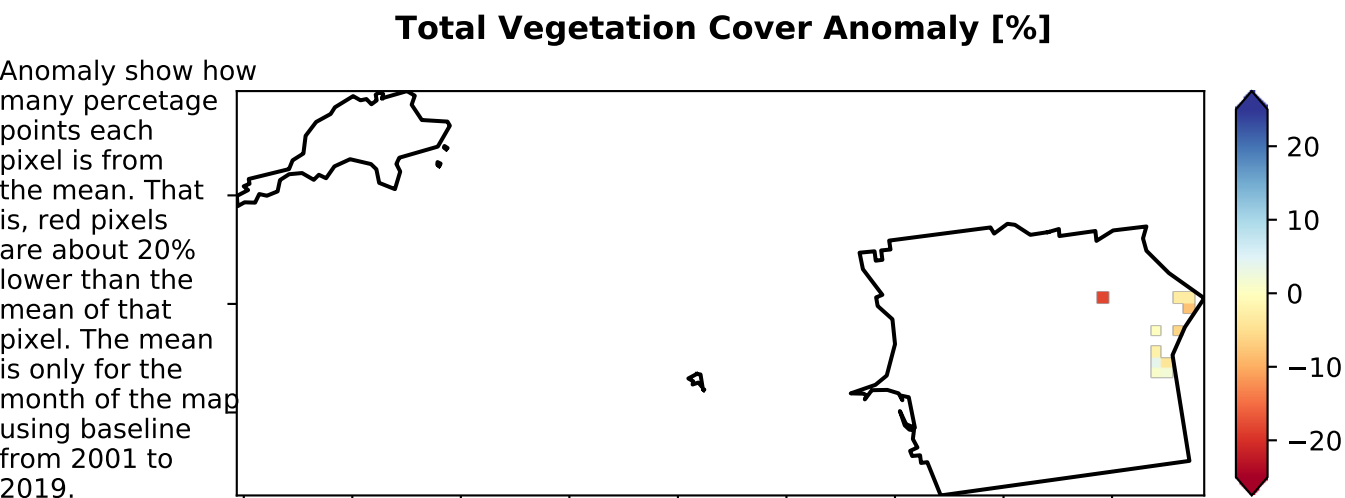 Total Vegetation Cover Anomaly [%]
Anomaly show how
many percetage
points each
pixel is from
the mean. That
is, red pixels
are about 20%
lower than the
mean of that
pixel. The mean
is only for the
month of the map
using baseline
from 2001 to
2019.
20
10
0
−10
−20